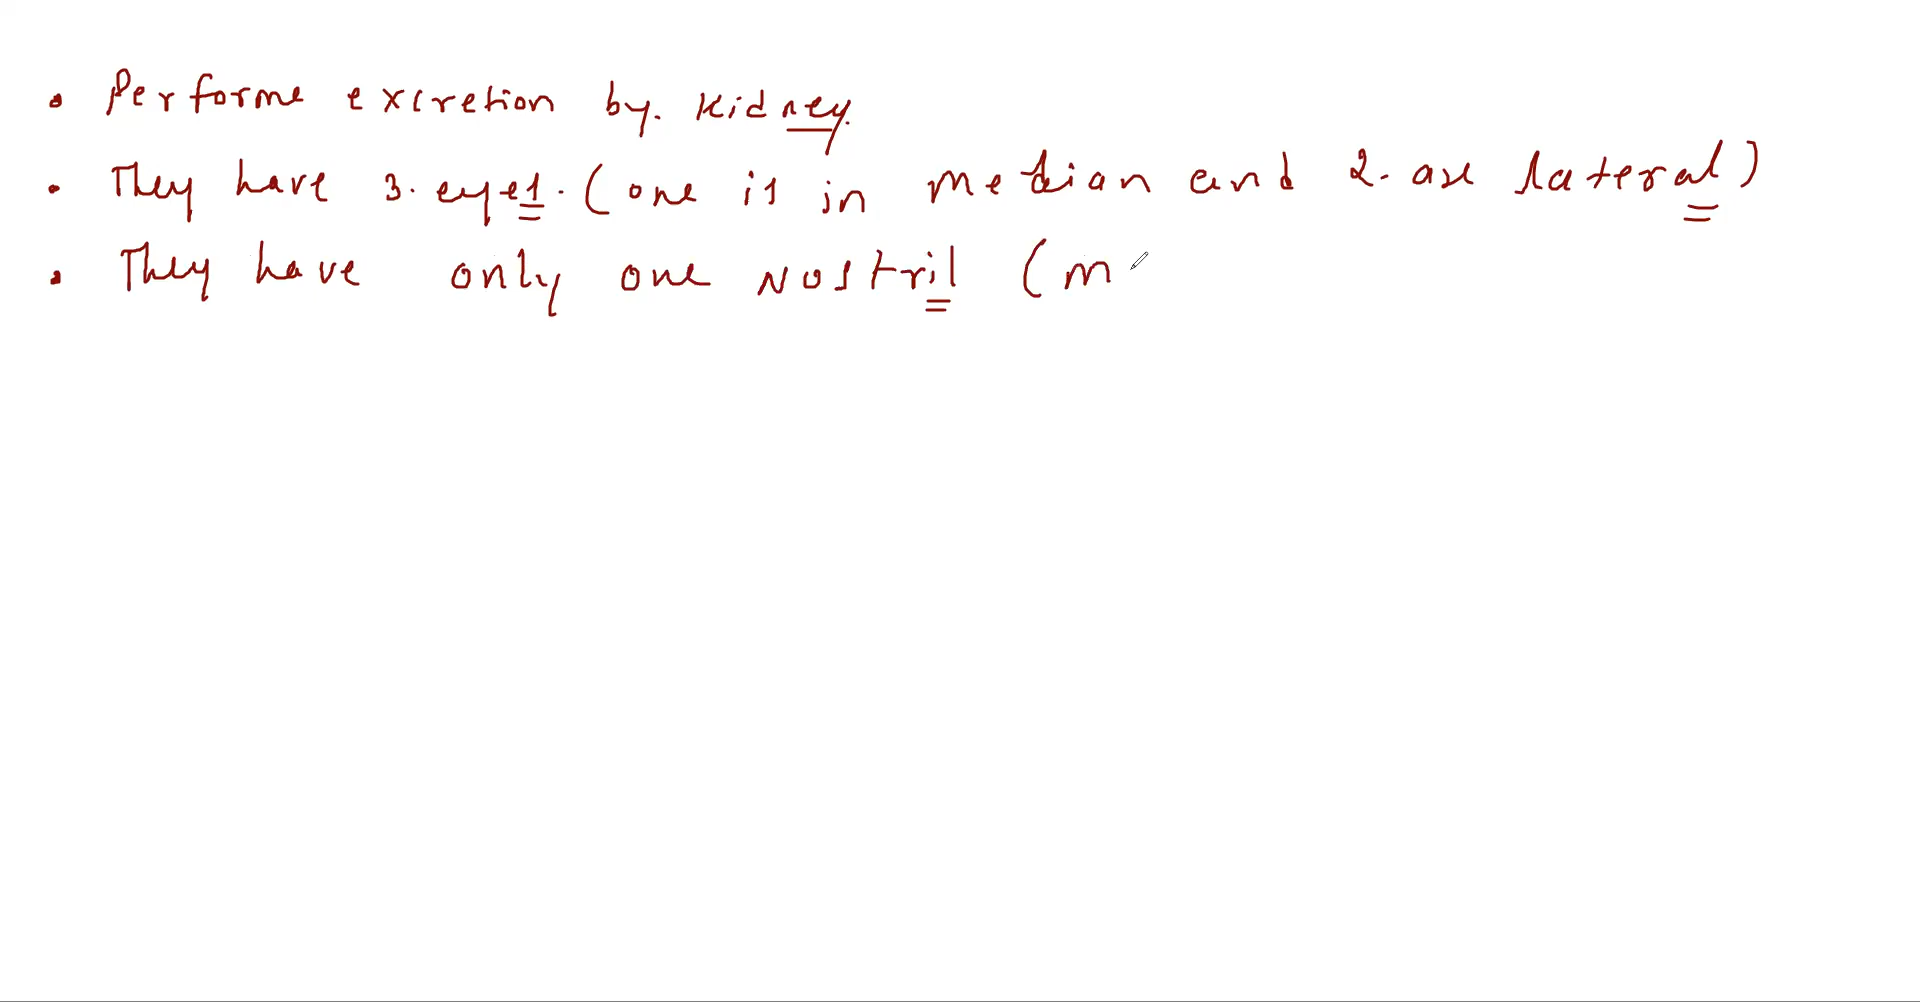 • Performe excretion by. Kidney.
• They have 3. eyes. (one is in median and 2. are lateral)
• They have only one Nostril (m